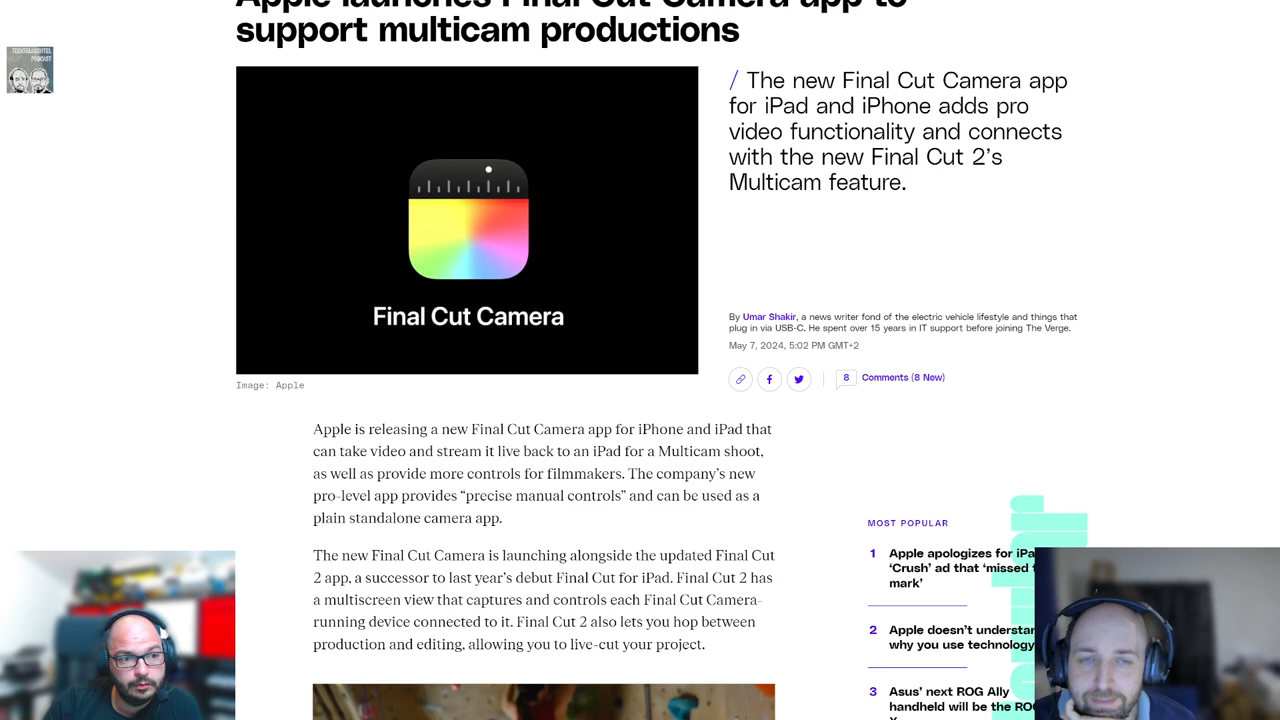 Apple launches Final Cut Camera app to
support multicam productions
TECHTELMECHTEL
PODCAST
/ The new Final Cut Camera app
for iPad and iPhone adds pro
video functionality and connects
with the new Final Cut 2’s
Multicam feature.
Final Cut Camera
By Umar Shakir, a news writer fond of the electric vehicle lifestyle and things that
plug in via USB-C. He spent over 15 years in IT support before joining The Verge.
May 7, 2024, 5:02 PM GMT+2
8 Comments (8 New)
Image: Apple
Apple is releasing a new Final Cut Camera app for iPhone and iPad that
can take video and stream it live back to an iPad for a Multicam shoot,
as well as provide more controls for filmmakers. The company’s new
pro-level app provides “precise manual controls” and can be used as a
plain standalone camera app.
The new Final Cut Camera is launching alongside the updated Final Cut
2 app, a successor to last year’s debut Final Cut for iPad. Final Cut 2 has
a multiscreen view that captures and controls each Final Cut Camera-
running device connected to it. Final Cut 2 also lets you hop between
production and editing, allowing you to live-cut your project.
MOST POPULAR
1 Apple apologizes for iPa
‘Crush’ ad that ‘missed t
mark’
2 Apple doesn’t understan
why you use technology
3 Asus’ next ROG Ally
handheld will be the RO